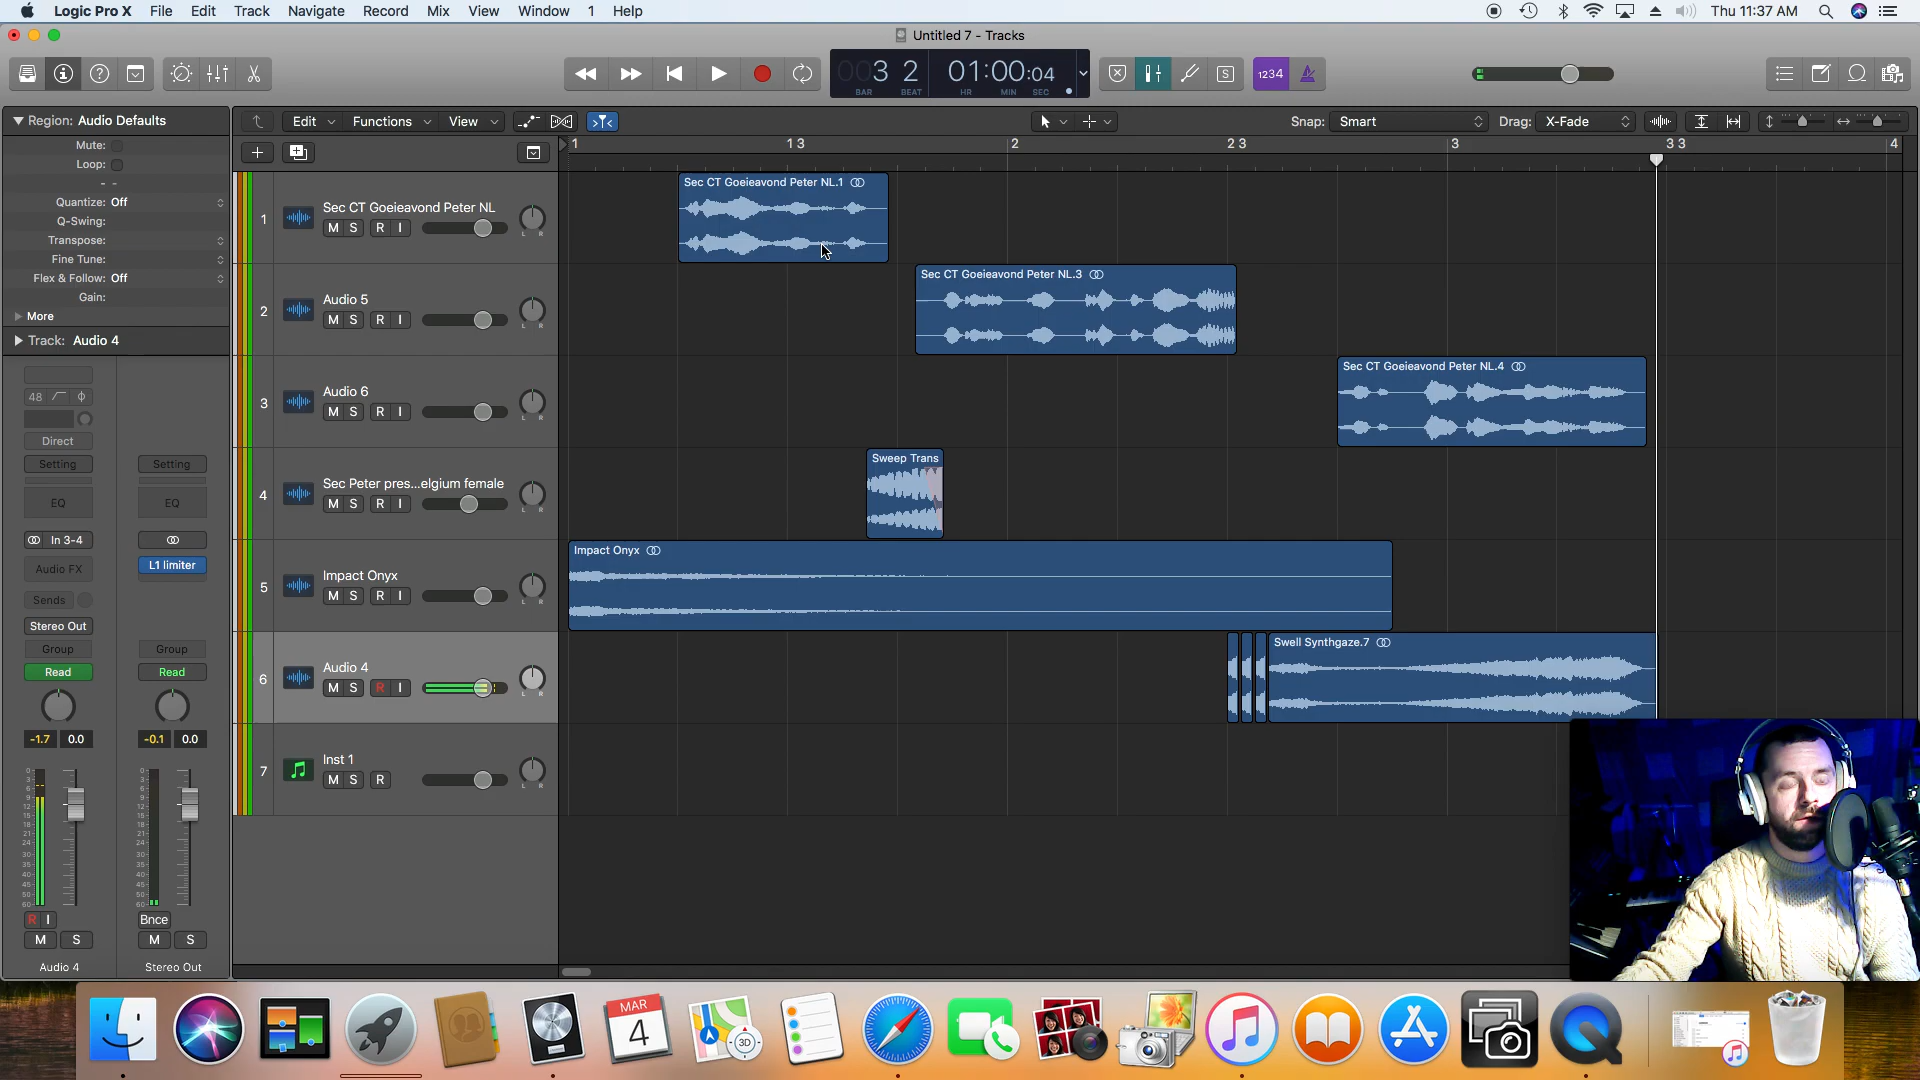 Logic Pro X File Edit Track Navigate Record Mix View Window 1 Help Thu 11:37 AM
Untitled 7 - Tracks
003 2 01:00:04
BAR BEAT HR MIN SEC
S 1234
Region: Audio Defaults
Mute:
Loop:
- -
Quantize: Off
Q-Swing:
Transpose:
Fine Tune:
Flex & Follow: Off
Gain:
More
Track: Audio 4
Edit Functions View
Snap: Smart Drag: X-Fade
1 1 3 2 2 3 3 3 3 4
1 Sec CT Goeieavond Peter NL
M S R I L R
Sec CT Goeieavond Peter NL.1
2 Audio 5
M S R I L R
Sec CT Goeieavond Peter NL.3
3 Audio 6
M S R I L R
Sec CT Goeieavond Peter NL.4
4 Sec Peter pres...elgium female
M S R I L R
Sweep Trans
5 Impact Onyx
M S R I L R
Impact Onyx
6 Audio 4
M S R I L R
Swell Synthgaze.7
7 Inst 1
M S R L R
48
Direct
Setting Setting
EQ EQ
In 3-4
Audio FX L1 limiter
Sends
Stereo Out
Group Group
Read Read
-1.7 0.0 -0.1 0.0
R I Bnce
M S M S
Audio 4 Stereo Out
MAR
4
3D